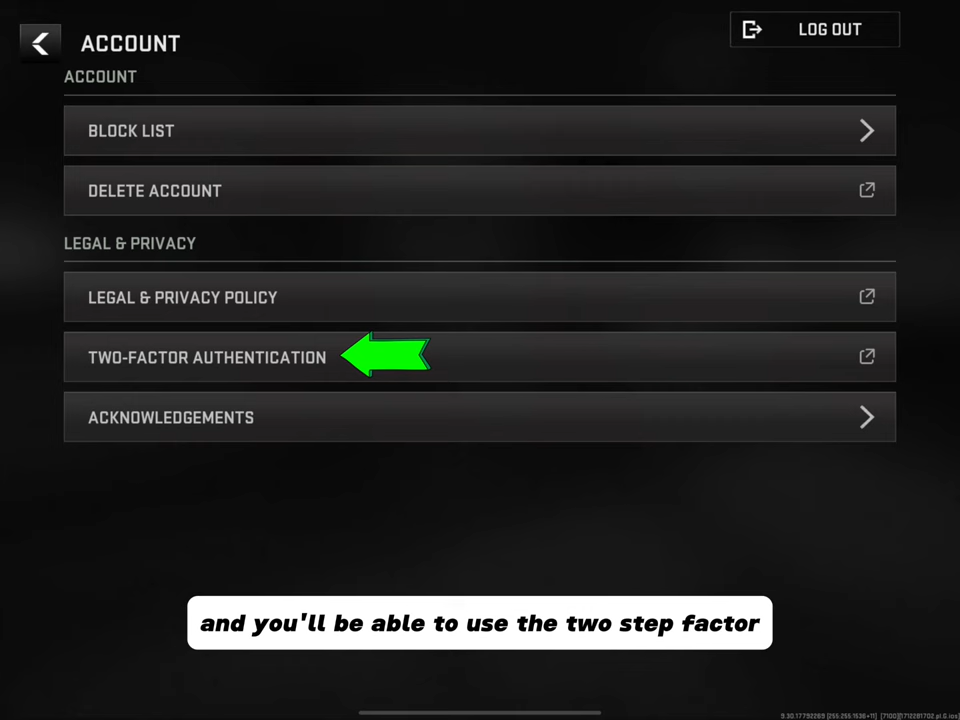 ACCOUNT
LOG OUT
ACCOUNT
BLOCK LIST
DELETE ACCOUNT
LEGAL & PRIVACY
LEGAL & PRIVACY POLICY
TWO-FACTOR AUTHENTICATION
ACKNOWLEDGEMENTS
and you'll be able to use the two step factor